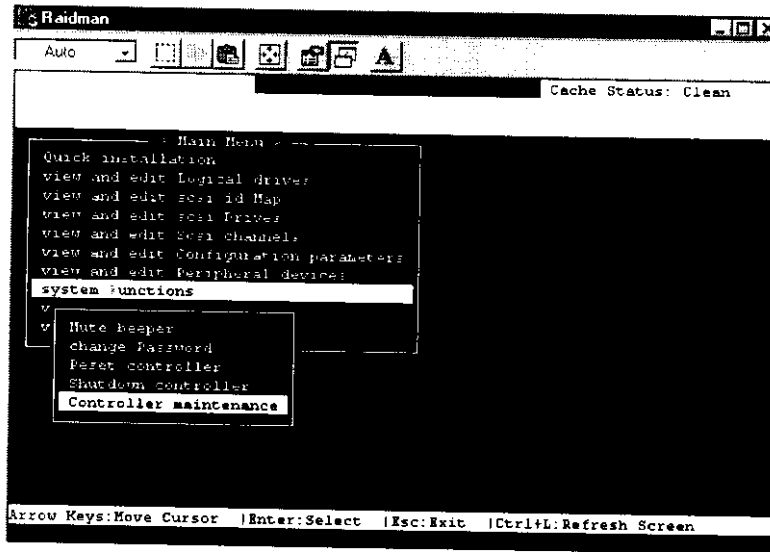 Raidman
Auto
A
Cache Status: Clean
Main Menu
Quick installation
view and edit Logical drives
view and edit scsi id Map
view and edit scsi Drives
view and edit Scsi channels
view and edit Configuration parameters
view and edit Peripheral devices
system Functions
v
v
Mute beeper
change Password
Reset controller
Shutdown controller
Controller maintenance
Arrow Keys:Move Cursor |Enter:Select |Esc:Exit |Ctrl+L:Refresh Screen